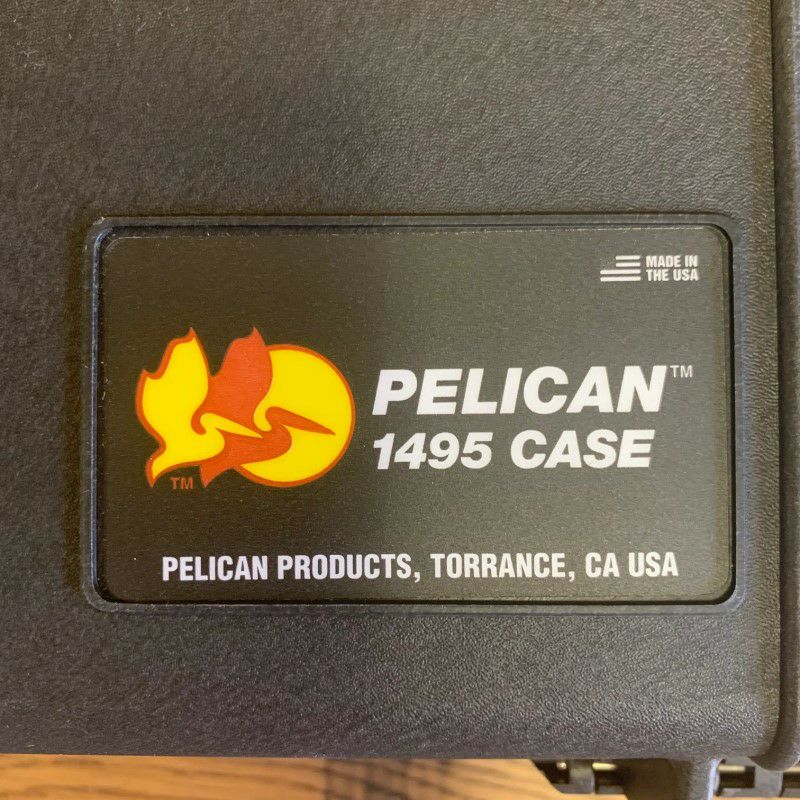 MADE IN
THE USA
PELICAN™
1495 CASE
TM
PELICAN PRODUCTS, TORRANCE, CA USA